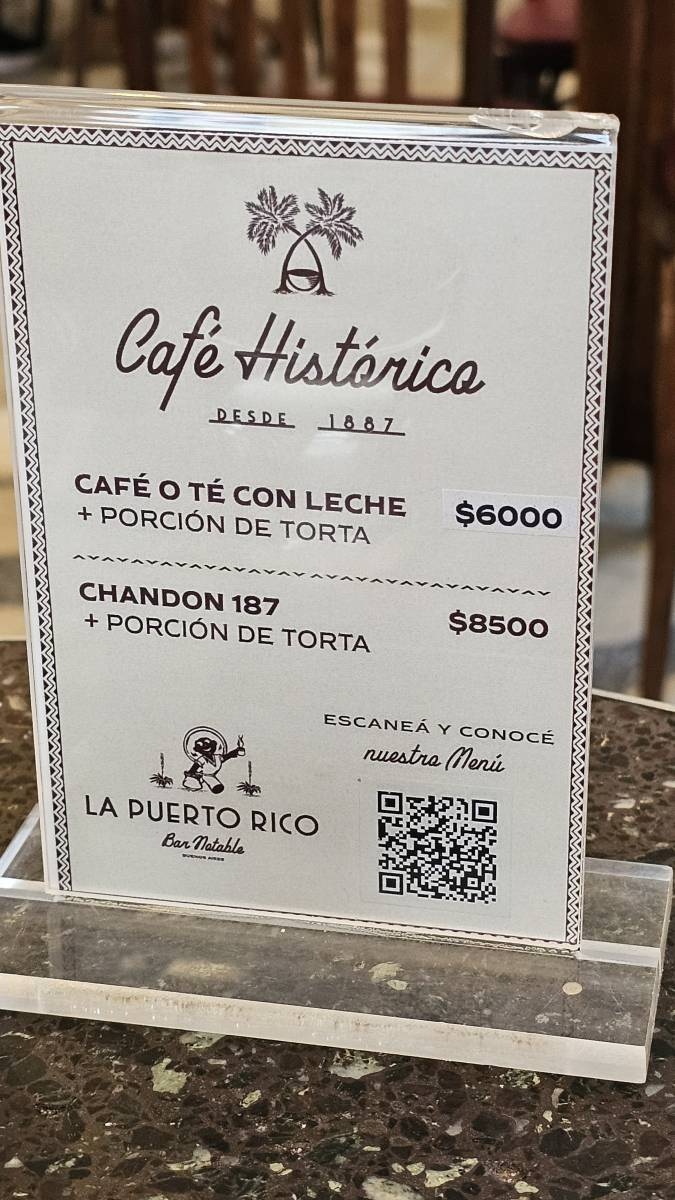 Café Histórico
DESDE 1887
CAFÉ O TÉ CON LECHE $6000
+ PORCIÓN DE TORTA
CHANDON 187 $8500
+ PORCIÓN DE TORTA
ESCANEÁ Y CONOCÉ
nuestro Menú
LA PUERTO RICO
Bar Notable
BUENOS AIRES